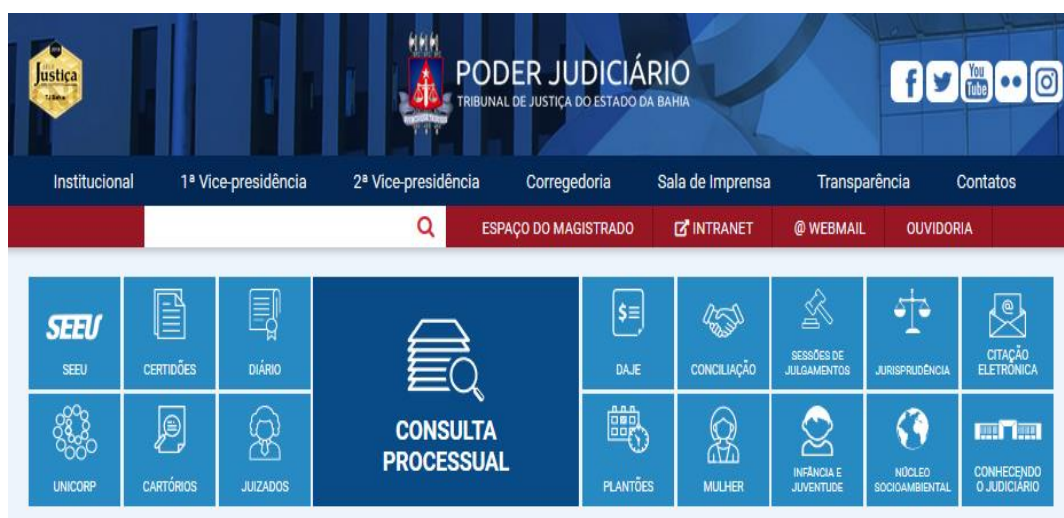 Justiça
PODER JUDICIÁRIO
TRIBUNAL DE JUSTIÇA DO ESTADO DA BAHIA
f
You
Tube
Institucional
1ª Vice-presidência
2ª Vice-presidência
Corregedoria
Sala de Imprensa
Transparência
Contatos
ESPAÇO DO MAGISTRADO
INTRANET
@ WEBMAIL
OUVIDORIA
SEEU
SEEU
CERTIDÕES
DIÁRIO
CONSULTA
PROCESSUAL
$
DAJE
CONCILIAÇÃO
SESSÕES DE
JULGAMENTOS
JURISPRUDÊNCIA
@
CITAÇÃO
ELETRÔNICA
UNICORP
CARTÓRIOS
JUIZADOS
PLANTÕES
MULHER
INFÂNCIA E
JUVENTUDE
NÚCLEO
SOCIOAMBIENTAL
CONHECENDO
O JUDICIÁRIO